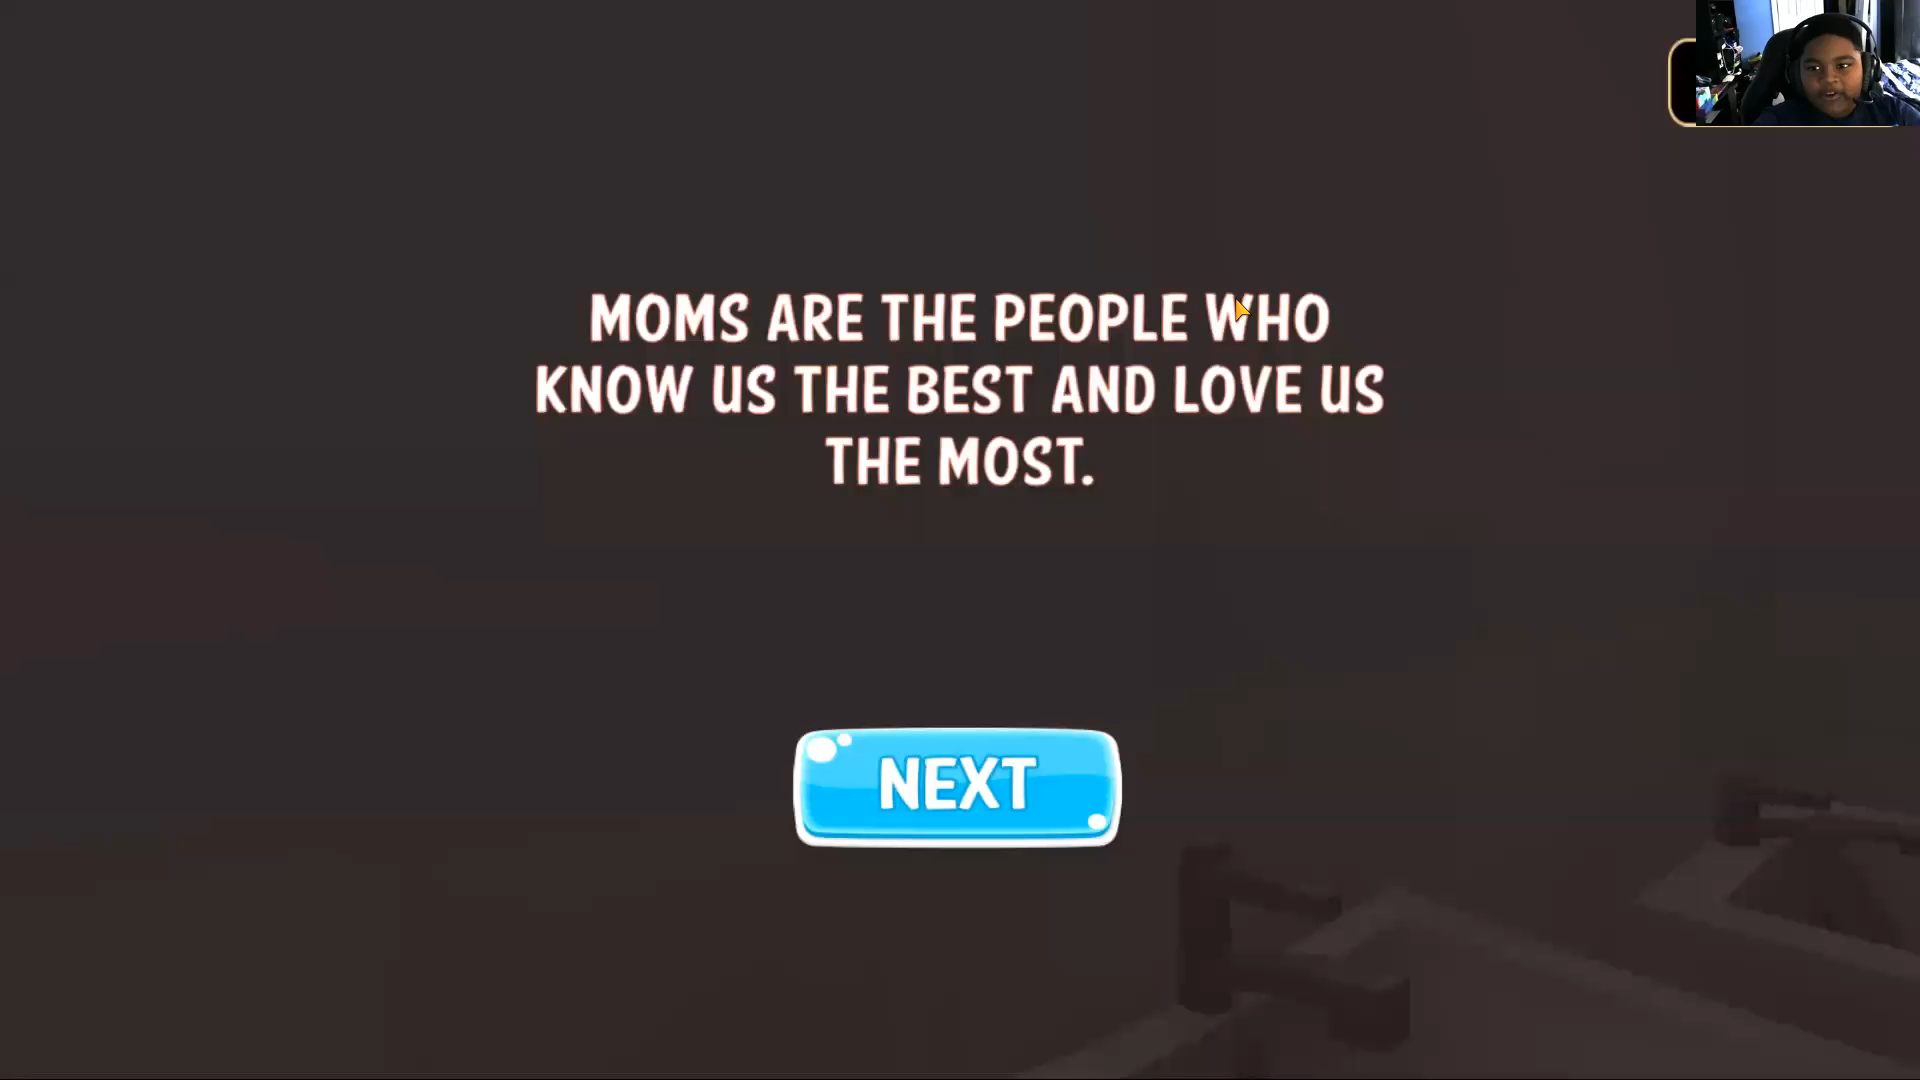 MOMS ARE THE PEOPLE WHO
KNOW US THE BEST AND LOVE US
THE MOST.
NEXT